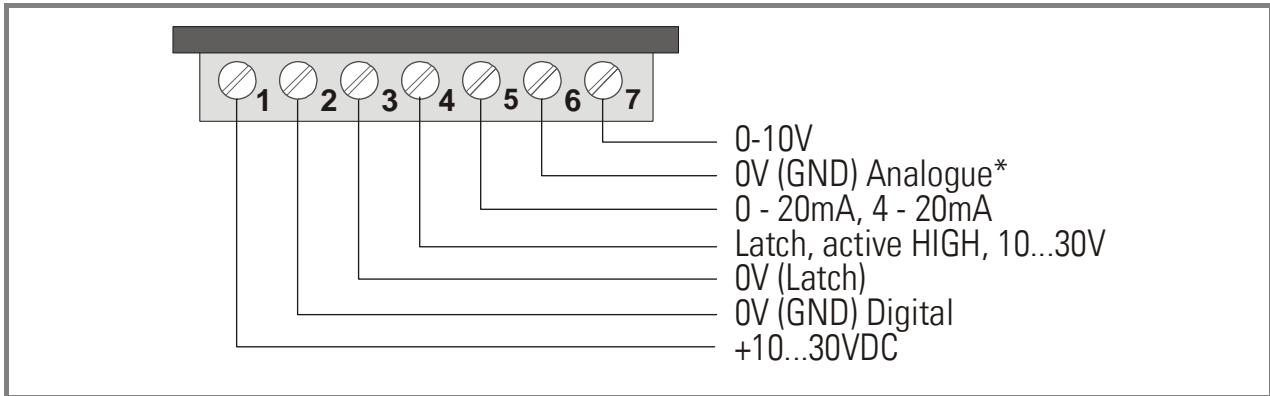 1 2 3 4 5 6 7
0-10V
0V (GND) Analogue*
0 - 20mA, 4 - 20mA
Latch, active HIGH, 10...30V
0V (Latch)
0V (GND) Digital
+10...30VDC